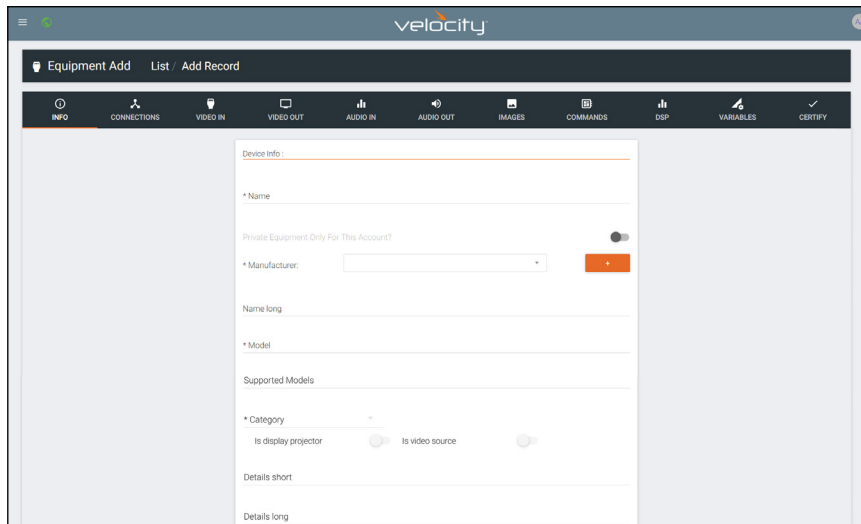 velocity
Equipment Add List / Add Record
INFO CONNECTIONS VIDEO IN VIDEO OUT AUDIO IN AUDIO OUT IMAGES COMMANDS DSP VARIABLES CERTIFY
Device Info :
* Name
Private Equipment Only For This Account?
* Manufacturer: +
Name long
* Model
Supported Models
* Category
Is display projector Is video source
Details short
Details long